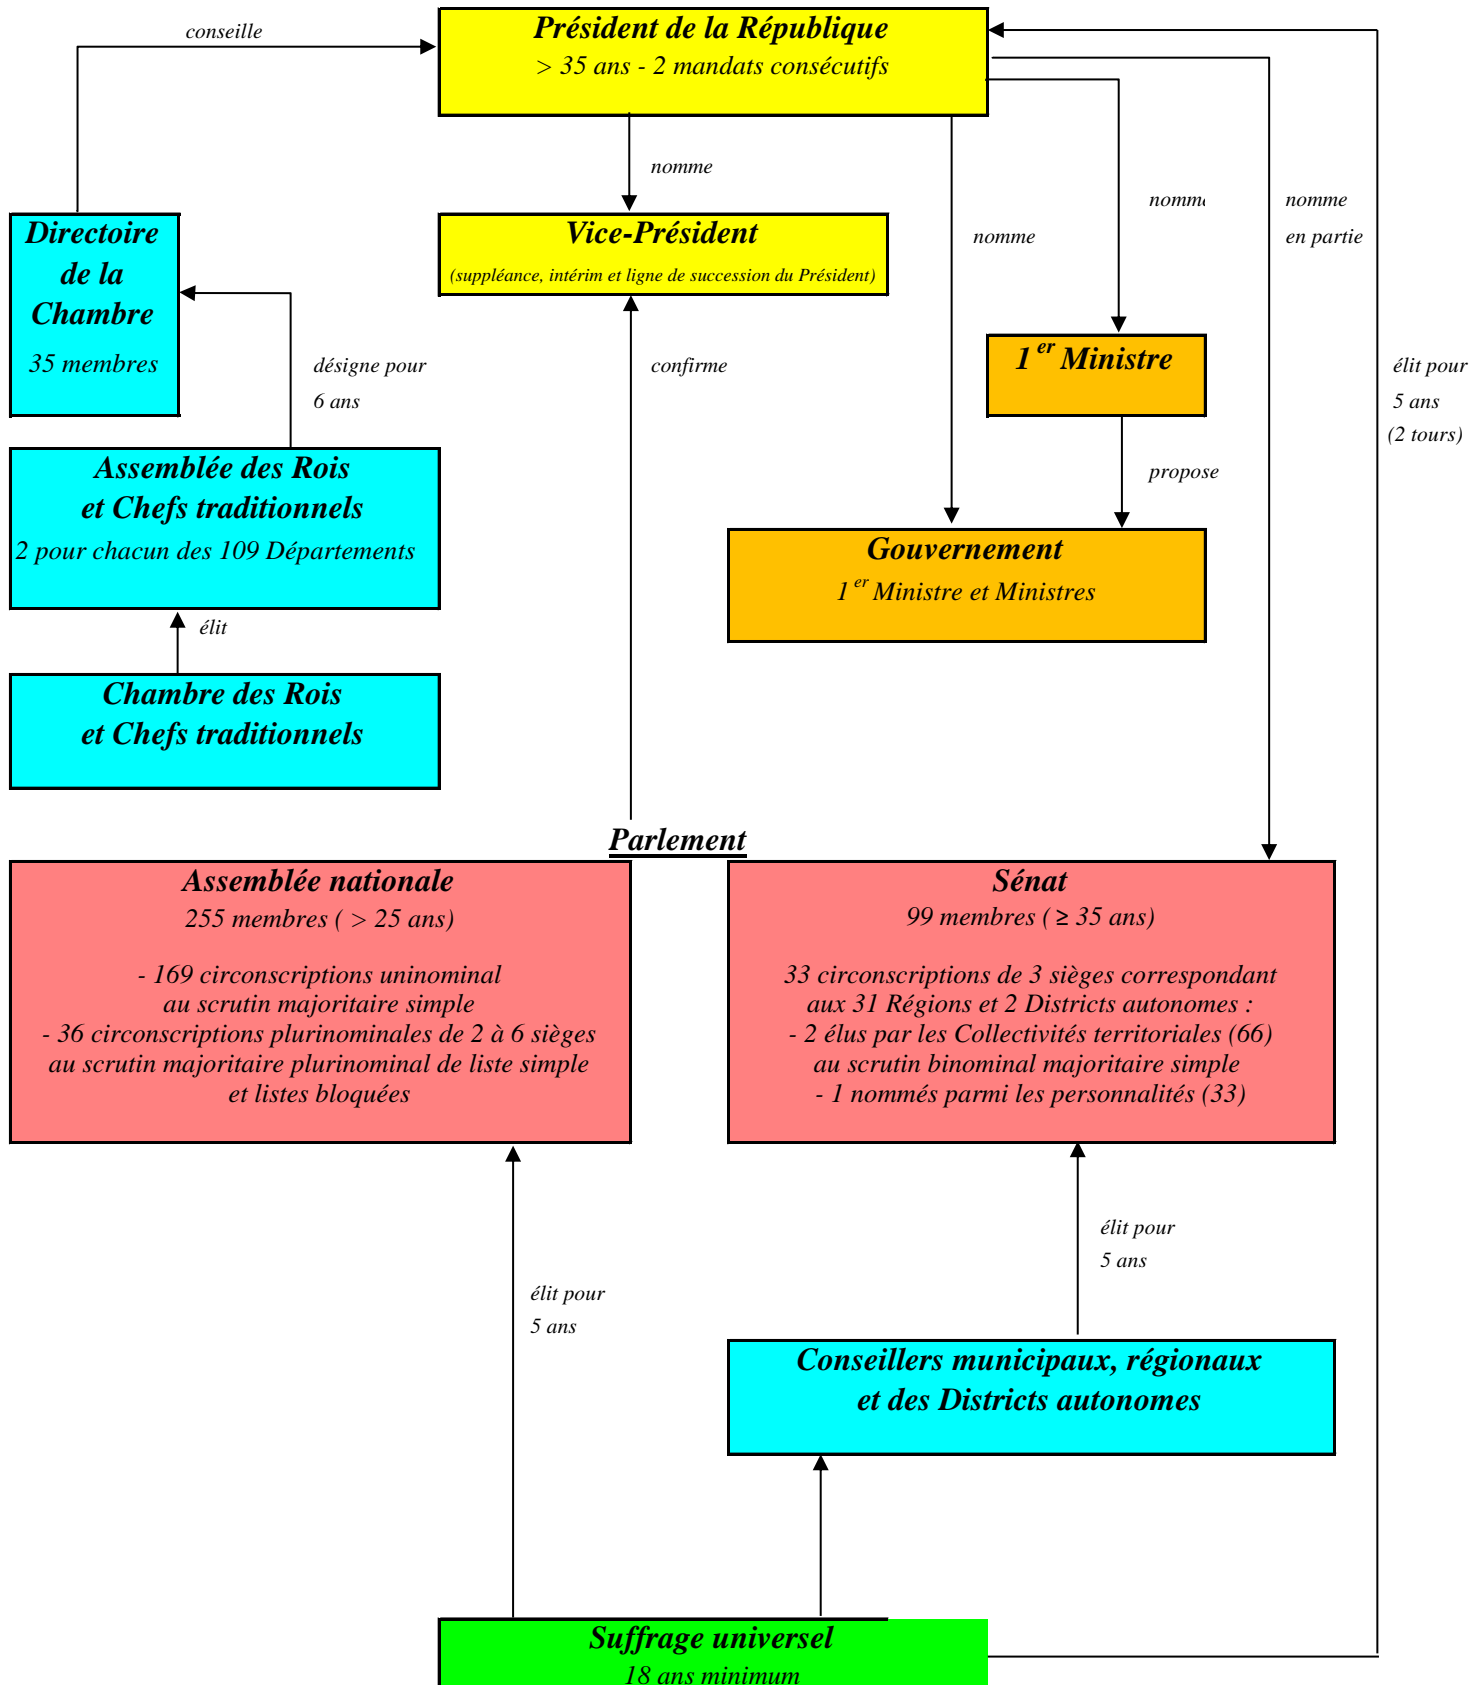 conseille
Président de la République
> 35 ans - 2 mandats consécutifs
nomme
nomme
nomme
nomme
en partie
Directoire
de la
Chambre
35 membres
Vice-Président
(suppléance, intérim et ligne de succession du Président)
1 er Ministre
désigne pour
6 ans
confirme
élit pour
5 ans
(2 tours)
Assemblée des Rois
et Chefs traditionnels
2 pour chacun des 109 Départements
propose
Gouvernement
1 er Ministre et Ministres
élit
Chambre des Rois
et Chefs traditionnels
Parlement
Assemblée nationale
255 membres ( > 25 ans)
- 169 circonscriptions uninominal
au scrutin majoritaire simple
- 36 circonscriptions plurinominales de 2 à 6 sièges
au scrutin majoritaire plurinominal de liste simple
et listes bloquées
Sénat
99 membres ( ≥ 35 ans)
33 circonscriptions de 3 sièges correspondant
aux 31 Régions et 2 Districts autonomes :
- 2 élus par les Collectivités territoriales (66)
au scrutin binominal majoritaire simple
- 1 nommés parmi les personnalités (33)
élit pour
5 ans
élit pour
5 ans
Conseillers municipaux, régionaux
et des Districts autonomes
Suffrage universel
18 ans minimum